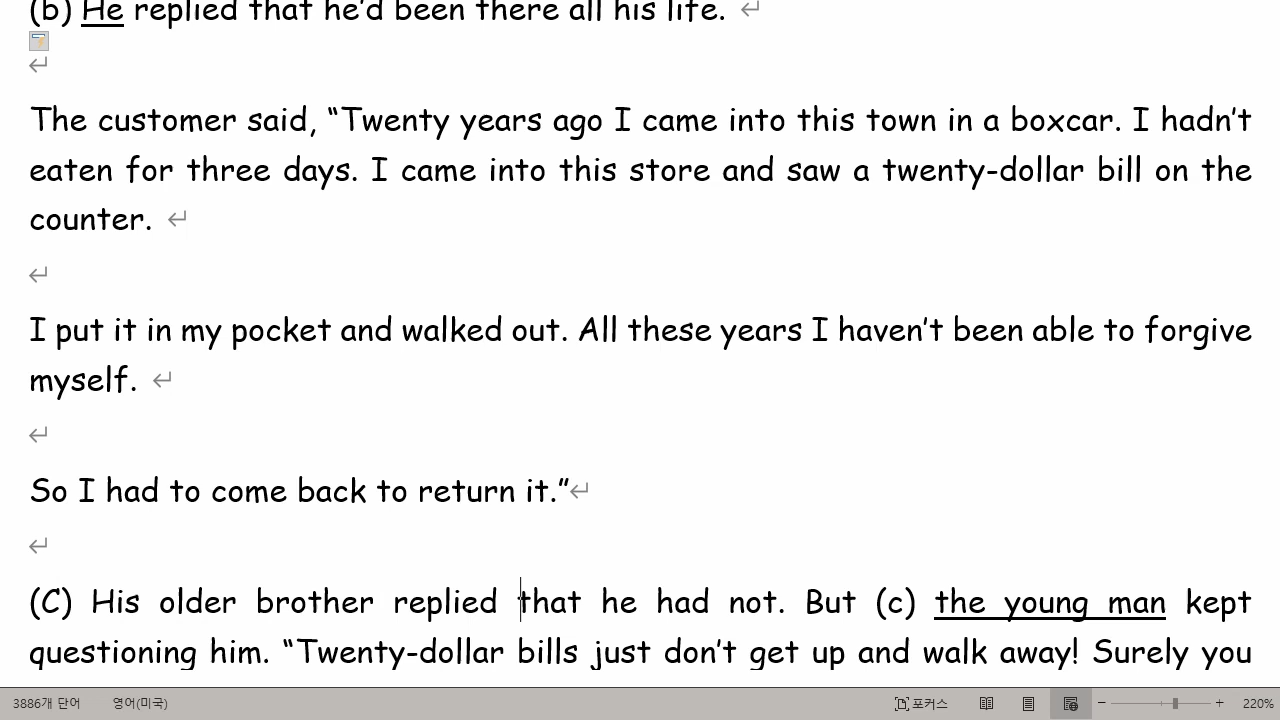 (b) He replied that he’d been there all his life.
The customer said, “Twenty years ago I came into this town in a boxcar. I hadn’t
eaten for three days. I came into this store and saw a twenty-dollar bill on the
counter.
I put it in my pocket and walked out. All these years I haven’t been able to forgive
myself.
So I had to come back to return it.”
(C) His older brother replied that he had not. But (c) the young man kept
questioning him. “Twenty-dollar bills just don’t get up and walk away! Surely you
3886개 단어 영어(미국) 포커스 220%